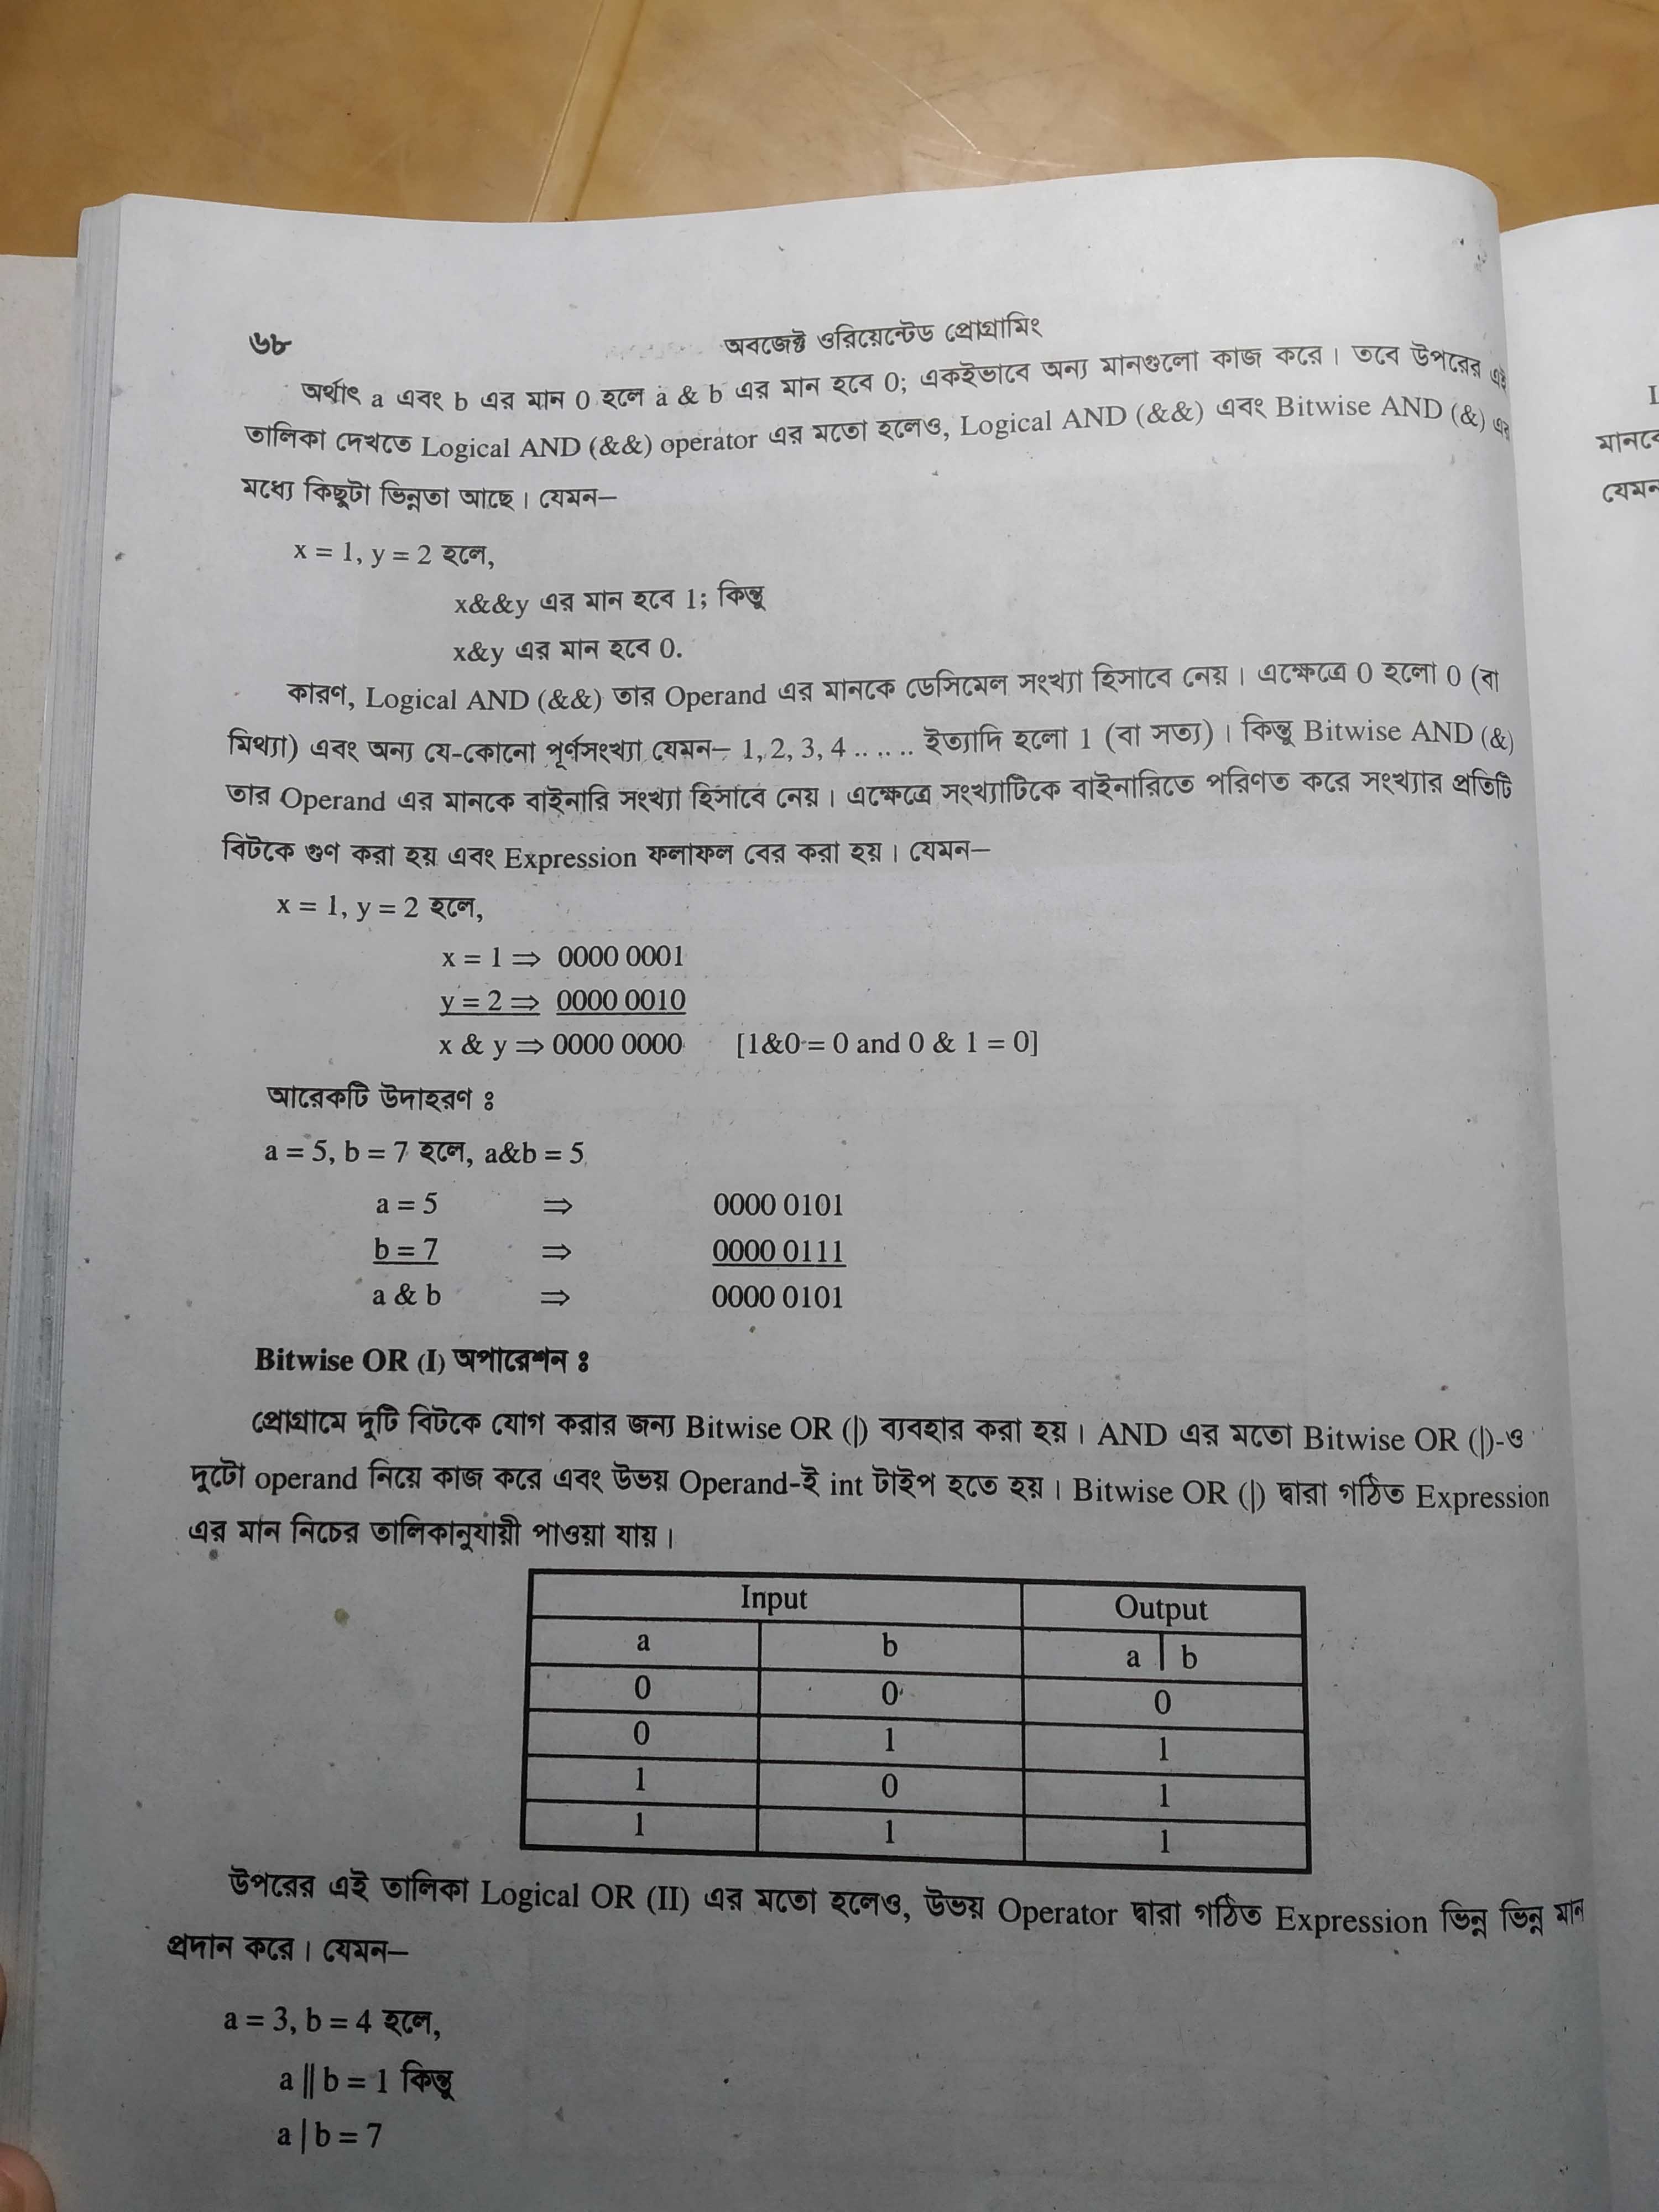 ৬৮
অবজেক্ট ওরিয়েন্টেড প্রোগ্রামিং
অর্থাৎ a এবং b এর মান 0 হলে a & b এর মান হবে 0; একইভাবে অন্য মানগুলো কাজ করে। তবে উপরের এই
তালিকা দেখতে Logical AND (&&) operator এর মতো হলেও, Logical AND (&&) এবং Bitwise AND (&) এর
মধ্যে কিছুটা ভিন্নতা আছে। যেমন–
x = 1, y = 2 হলে,
x&&y এর মান হবে 1; কিন্তু
x&y এর মান হবে 0.
কারণ, Logical AND (&&) তার Operand এর মানকে ডেসিমেল সংখ্যা হিসাবে নেয়। এক্ষেত্রে 0 হলো 0 (বা
মিথ্যা) এবং অন্য যে-কোনো পূর্ণসংখ্যা যেমন– 1, 2, 3, 4 .. .. .. ইত্যাদি হলো 1 (বা সত্য)। কিন্তু Bitwise AND (&)
তার Operand এর মানকে বাইনারি সংখ্যা হিসাবে নেয়। এক্ষেত্রে সংখ্যাটিকে বাইনারিতে পরিণত করে সংখ্যার প্রতিটি
বিটকে গুণ করা হয় এবং Expression ফলাফল বের করা হয়। যেমন–
x = 1, y = 2 হলে,
x = 1 ⇒ 0000 0001
y = 2 ⇒ 0000 0010
x & y ⇒ 0000 0000 [1&0 = 0 and 0 & 1 = 0]
আরেকটি উদাহরণ ঃ
a = 5, b = 7 হলে, a&b = 5
a = 5 ⇒ 0000 0101
b = 7 ⇒ 0000 0111
a & b ⇒ 0000 0101
Bitwise OR (I) অপারেশন ঃ
প্রোগ্রামে দুটি বিটকে যোগ করার জন্য Bitwise OR (|) ব্যবহার করা হয়। AND এর মতো Bitwise OR (|)-ও
দুটো operand নিয়ে কাজ করে এবং উভয় Operand-ই int টাইপ হতে হয়। Bitwise OR (|) দ্বারা গঠিত Expression
এর মান নিচের তালিকানুযায়ী পাওয়া যায়।
Input Output
a b a | b
0 0 0
0 1 1
1 0 1
1 1 1
উপরের এই তালিকা Logical OR (II) এর মতো হলেও, উভয় Operator দ্বারা গঠিত Expression ভিন্ন ভিন্ন মান
প্রদান করে। যেমন–
a = 3, b = 4 হলে,
a || b = 1 কিন্তু
a | b = 7
মানকে
যেমন